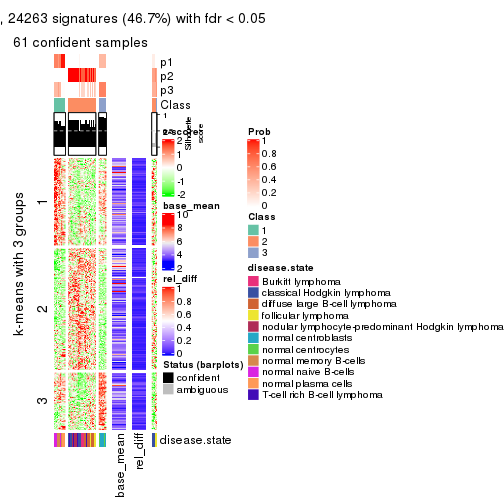 , 24263 signatures (46.7%) with fdr < 0.05
61 confident samples
p1
p2
p3
Class
1
Silhouette
score
z-scores
2
1
0
-1
-2
base_mean
10
8
6
4
2
rel_diff
1
0.8
0.6
0.4
0.2
0
Status (barplots)
confident
ambiguous
Prob
1
0.8
0.6
0.4
0.2
0
Class
1
2
3
disease.state
Burkitt lymphoma
classical Hodgkin lymphoma
diffuse large B-cell lymphoma
follicular lymphoma
nodular lymphocyte-predominant Hodgkin lymphoma
normal centroblasts
normal centrocytes
normal memory B-cells
normal naive B-cells
normal plasma cells
T-cell rich B-cell lymphoma
k-means with 3 groups
1
2
3
disease.state
base_mean
rel_diff